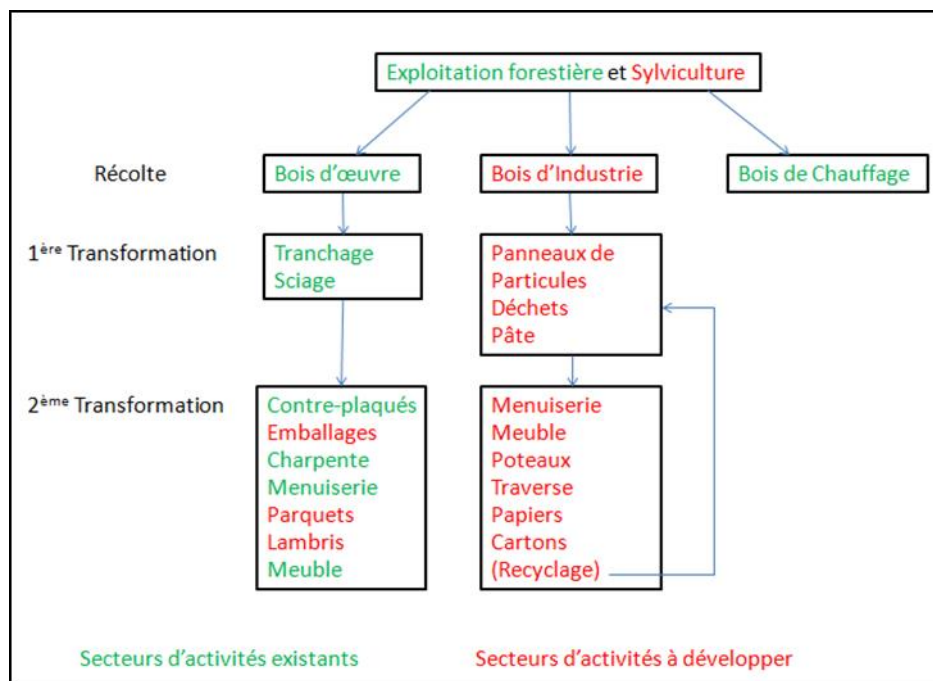 Exploitation forestière et Sylviculture
Récolte
Bois d'œuvre
Bois d'Industrie
Bois de Chauffage
1ère Transformation
Tranchage
Sciage
Panneaux de
Particules
Déchets
Pâte
2ème Transformation
Contre-plaqués
Emballages
Charpente
Menuiserie
Parquets
Lambris
Meuble
Menuiserie
Meuble
Poteaux
Traverse
Papiers
Cartons
(Recyclage)
Secteurs d'activités existants
Secteurs d'activités à développer